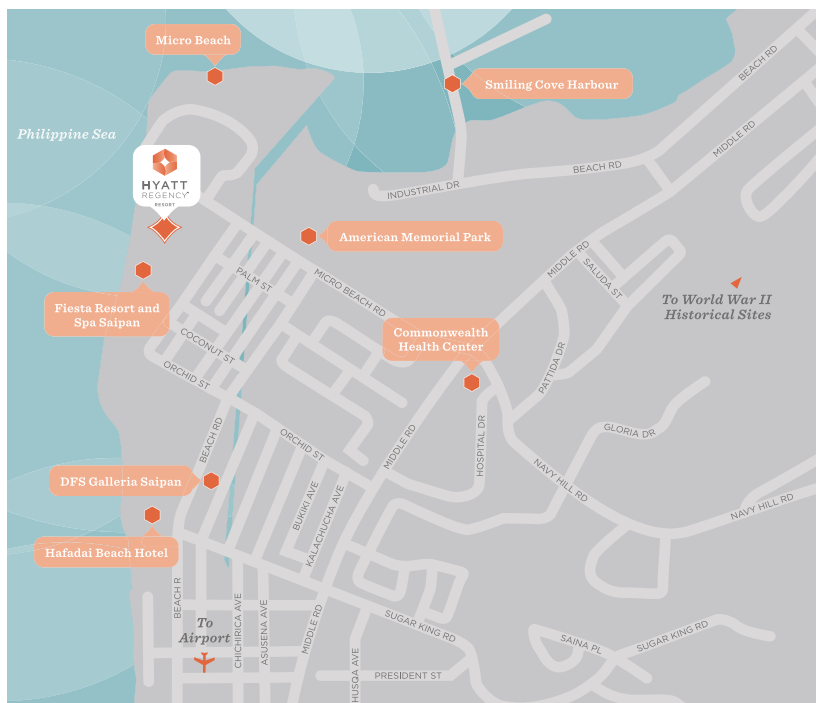 Micro Beach
Smiling Cove Harbour
BEACH RD
MIDDLE RD
Philippine Sea
HYATT
REGENCY
RESORT
BEACH RD
INDUSTRIAL DR
American Memorial Park
MIDDLE RD
SALUDA ST
PALM ST
MICRO BEACH RD
To World War II
Historical Sites
Fiesta Resort and
Spa Saipan
COCONUT ST
Commonwealth
Health Center
PATTIDA DR
ORCHID ST
BEACH RD
ORCHID ST
MIDDLE RD
HOSPITAL DR
GLORIA DR
DFS Galleria Saipan
NAVY HILL RD
BUKIKI AVE
KALACHUCHA AVE
NAVY HILL RD
Hafadai Beach Hotel
BEACH R
To
Airport
CHICHIRICA AVE
ASUSENA AVE
MIDDLE RD
SUGAR KING RD
SAINA PL
SUGAR KING RD
HUSQA AVE
PRESIDENT ST